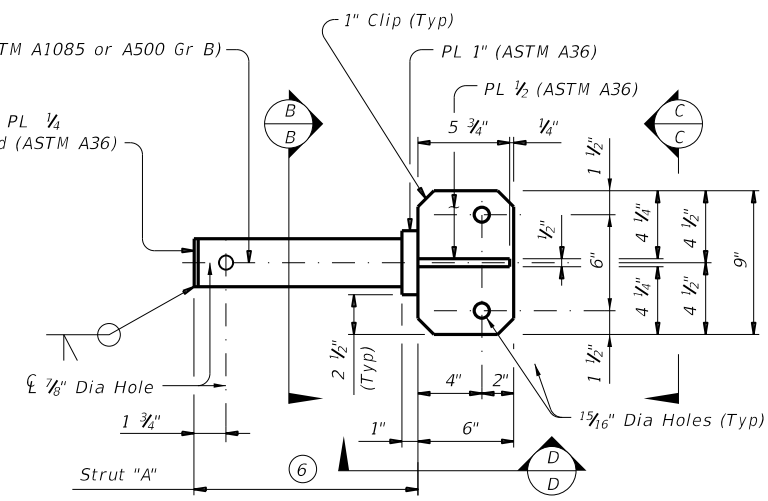 1" Clip (Typ)
TM A1085 or A500 Gr B)
PL 1" (ASTM A36)
PL ½ (ASTM A36)
PL ¼
d (ASTM A36)
B
B
C
C
5 ¾"
¼"
1 ½"
½"
6"
4 ¼"
4 ½"
9"
4 ¼"
4 ½"
1 ½"
2 ½"
(Typ)
℄ ⅞" Dia Hole
4"
2"
15/16" Dia Holes (Typ)
1 ¾"
1"
6"
Strut "A"
6
D
D